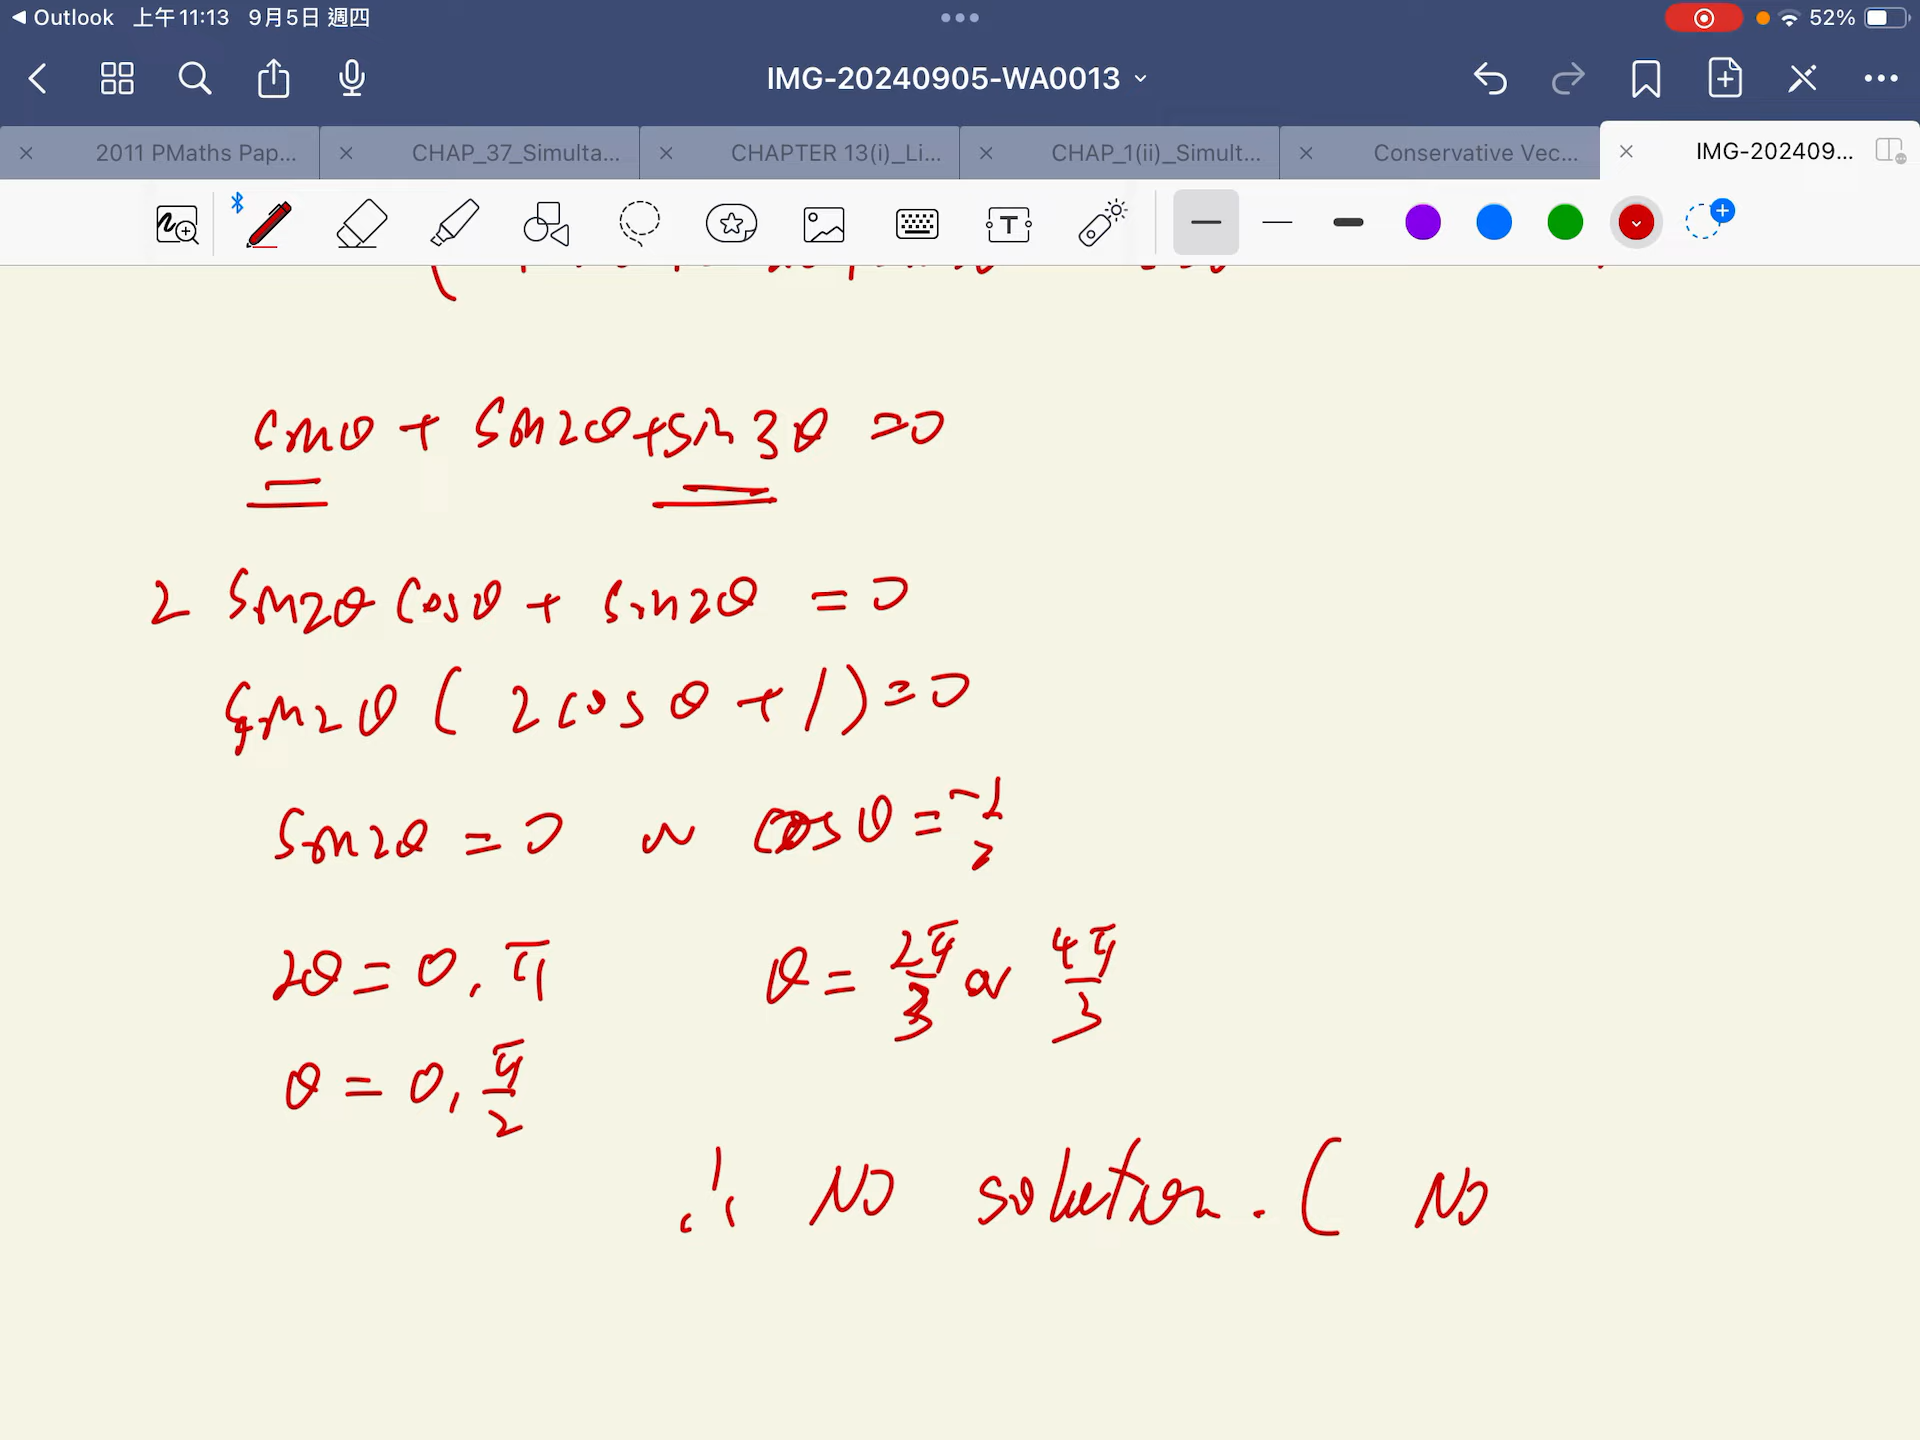 Outlook 上午11:13 9月5日 週四 52%
IMG-20240905-WA0013
2011 PMaths Pap... CHAP_37_Simulta... CHAPTER 13(i)_Li... CHAP_1(ii)_Simult... Conservative Vec... IMG-202409...
sinθ + sin2θ + sin3θ = 0
2 sin2θ cosθ + sin2θ = 0
sin2θ ( 2cosθ + 1 ) = 0
sin2θ = 0 or cosθ = -1/2
2θ = 0, π θ = 2π/3 or 4π/3
θ = 0, π/2
∴ No solution. ( No